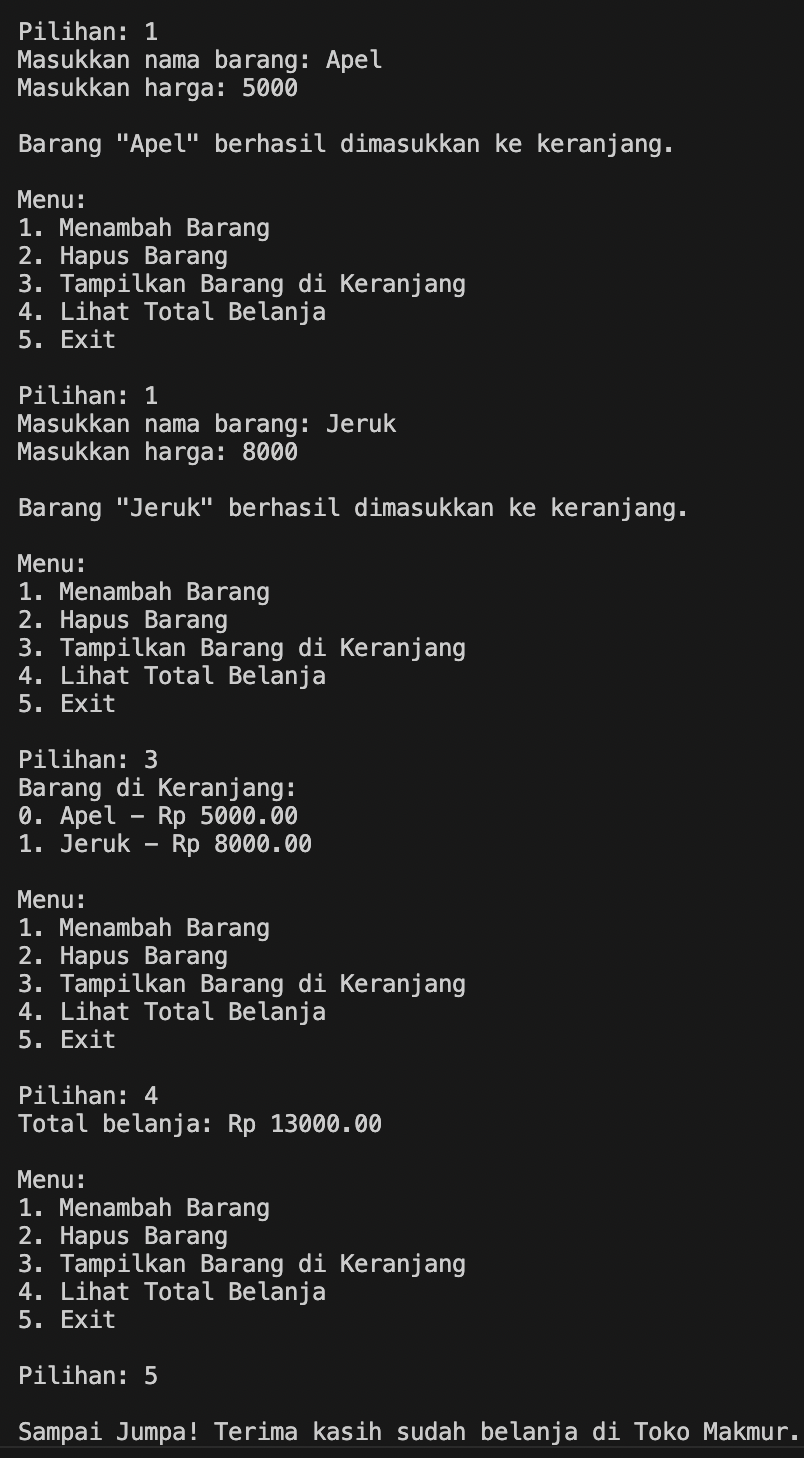 Pilihan: 1
Masukkan nama barang: Apel
Masukkan harga: 5000

Barang "Apel" berhasil dimasukkan ke keranjang.

Menu:
1. Menambah Barang
2. Hapus Barang
3. Tampilkan Barang di Keranjang
4. Lihat Total Belanja
5. Exit

Pilihan: 1
Masukkan nama barang: Jeruk
Masukkan harga: 8000

Barang "Jeruk" berhasil dimasukkan ke keranjang.

Menu:
1. Menambah Barang
2. Hapus Barang
3. Tampilkan Barang di Keranjang
4. Lihat Total Belanja
5. Exit

Pilihan: 3
Barang di Keranjang:
0. Apel - Rp 5000.00
1. Jeruk - Rp 8000.00

Menu:
1. Menambah Barang
2. Hapus Barang
3. Tampilkan Barang di Keranjang
4. Lihat Total Belanja
5. Exit

Pilihan: 4
Total belanja: Rp 13000.00

Menu:
1. Menambah Barang
2. Hapus Barang
3. Tampilkan Barang di Keranjang
4. Lihat Total Belanja
5. Exit

Pilihan: 5

Sampai Jumpa! Terima kasih sudah belanja di Toko Makmur.